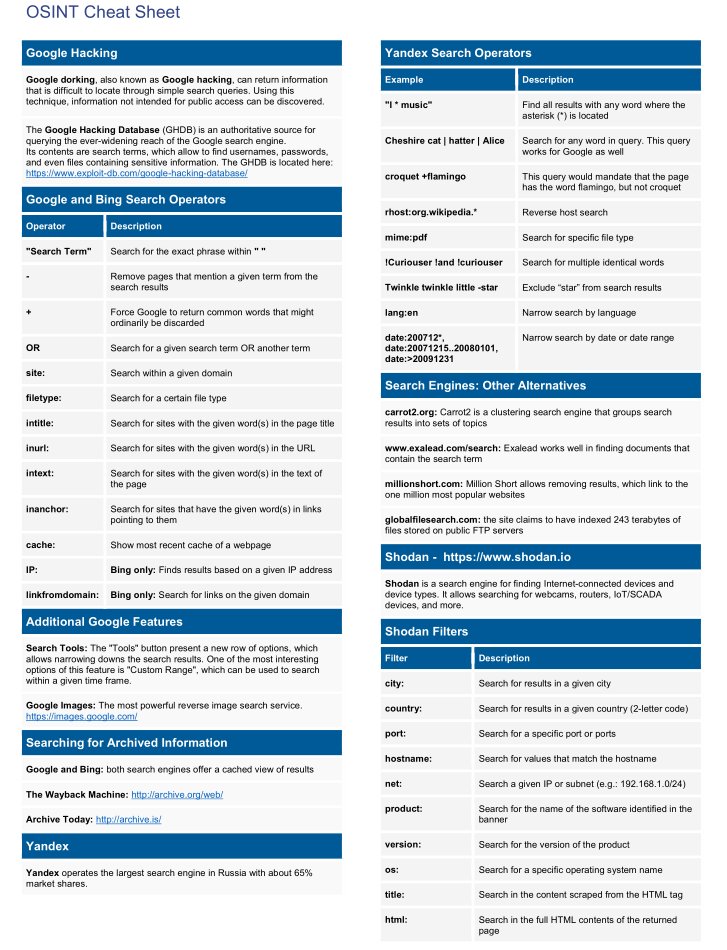 OSINT Cheat Sheet
Google Hacking
Google dorking, also known as Google hacking, can return information
that is difficult to locate through simple search queries. Using this
technique, information not intended for public access can be discovered.
The Google Hacking Database (GHDB) is an authoritative source for
querying the ever-widening reach of the Google search engine.
Its contents are search terms, which allow to find usernames, passwords,
and even files containing sensitive information. The GHDB is located here:
https://www.exploit-db.com/google-hacking-database/
Google and Bing Search Operators
Operator Description
"Search Term" Search for the exact phrase within " "
- Remove pages that mention a given term from the
search results
+ Force Google to return common words that might
ordinarily be discarded
OR Search for a given search term OR another term
site: Search within a given domain
filetype: Search for a certain file type
intitle: Search for sites with the given word(s) in the page title
inurl: Search for sites with the given word(s) in the URL
intext: Search for sites with the given word(s) in the text of
the page
inanchor: Search for sites that have the given word(s) in links
pointing to them
cache: Show most recent cache of a webpage
IP: Bing only: Finds results based on a given IP address
linkfromdomain: Bing only: Search for links on the given domain
Additional Google Features
Search Tools: The "Tools" button present a new row of options, which
allows narrowing downs the search results. One of the most interesting
options of this feature is "Custom Range", which can be used to search
within a given time frame.
Google Images: The most powerful reverse image search service.
https://images.google.com/
Searching for Archived Information
Google and Bing: both search engines offer a cached view of results
The Wayback Machine: http://archive.org/web/
Archive Today: http://archive.is/
Yandex
Yandex operates the largest search engine in Russia with about 65%
market shares.
Yandex Search Operators
Example Description
"I * music" Find all results with any word where the
asterisk (*) is located
Cheshire cat | hatter | Alice Search for any word in query. This query
works for Google as well
croquet +flamingo This query would mandate that the page
has the word flamingo, but not croquet
rhost:org.wikipedia.* Reverse host search
mime:pdf Search for specific file type
!Curiouser !and !curiouser Search for multiple identical words
Twinkle twinkle little -star Exclude “star” from search results
lang:en Narrow search by language
date:200712*, Narrow search by date or date range
date:20071215..20080101,
date:>20091231
Search Engines: Other Alternatives
carrot2.org: Carrot2 is a clustering search engine that groups search
results into sets of topics
www.exalead.com/search: Exalead works well in finding documents that
contain the search term
millionshort.com: Million Short allows removing results, which link to the
one million most popular websites
globalfilesearch.com: the site claims to have indexed 243 terabytes of
files stored on public FTP servers
Shodan - https://www.shodan.io
Shodan is a search engine for finding Internet-connected devices and
device types. It allows searching for webcams, routers, IoT/SCADA
devices, and more.
Shodan Filters
Filter Description
city: Search for results in a given city
country: Search for results in a given country (2-letter code)
port: Search for a specific port or ports
hostname: Search for values that match the hostname
net: Search a given IP or subnet (e.g.: 192.168.1.0/24)
product: Search for the name of the software identified in the
banner
version: Search for the version of the product
os: Search for a specific operating system name
title: Search in the content scraped from the HTML tag
html: Search in the full HTML contents of the returned
page